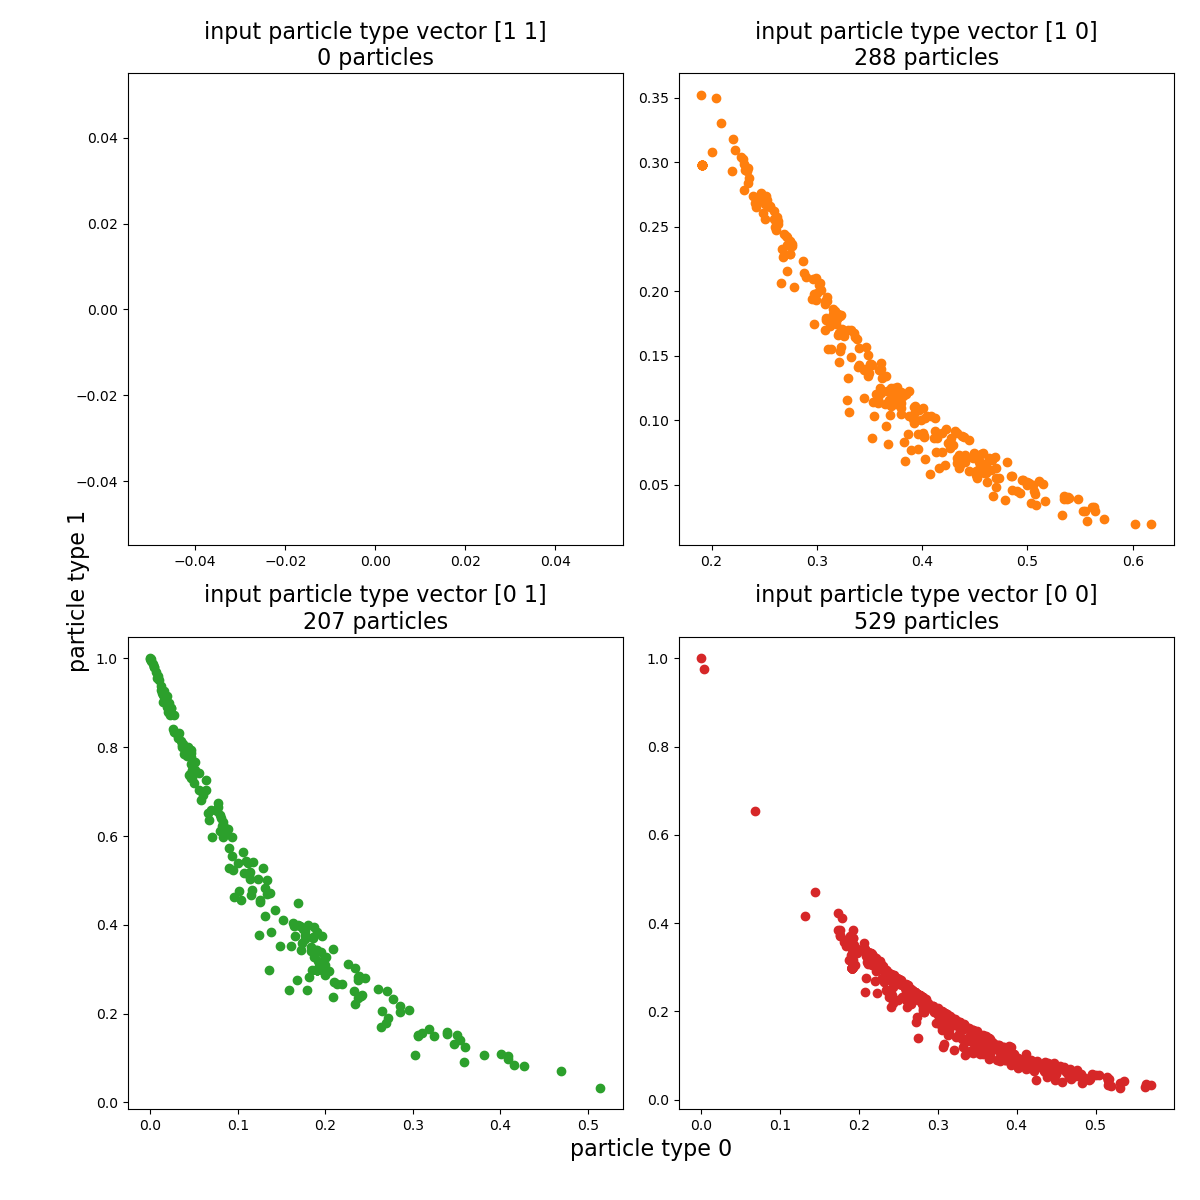 input particle type vector [1 1]
0 particles
0.04
0.02
0.00
−0.02
−0.04
−0.04 −0.02 0.00 0.02 0.04
input particle type vector [1 0]
288 particles
0.35
0.30
0.25
0.20
0.15
0.10
0.05
0.2 0.3 0.4 0.5 0.6
particle type 1
input particle type vector [0 1]
207 particles
1.0
0.8
0.6
0.4
0.2
0.0
0.0 0.1 0.2 0.3 0.4 0.5
input particle type vector [0 0]
529 particles
1.0
0.8
0.6
0.4
0.2
0.0
0.0 0.1 0.2 0.3 0.4 0.5
particle type 0